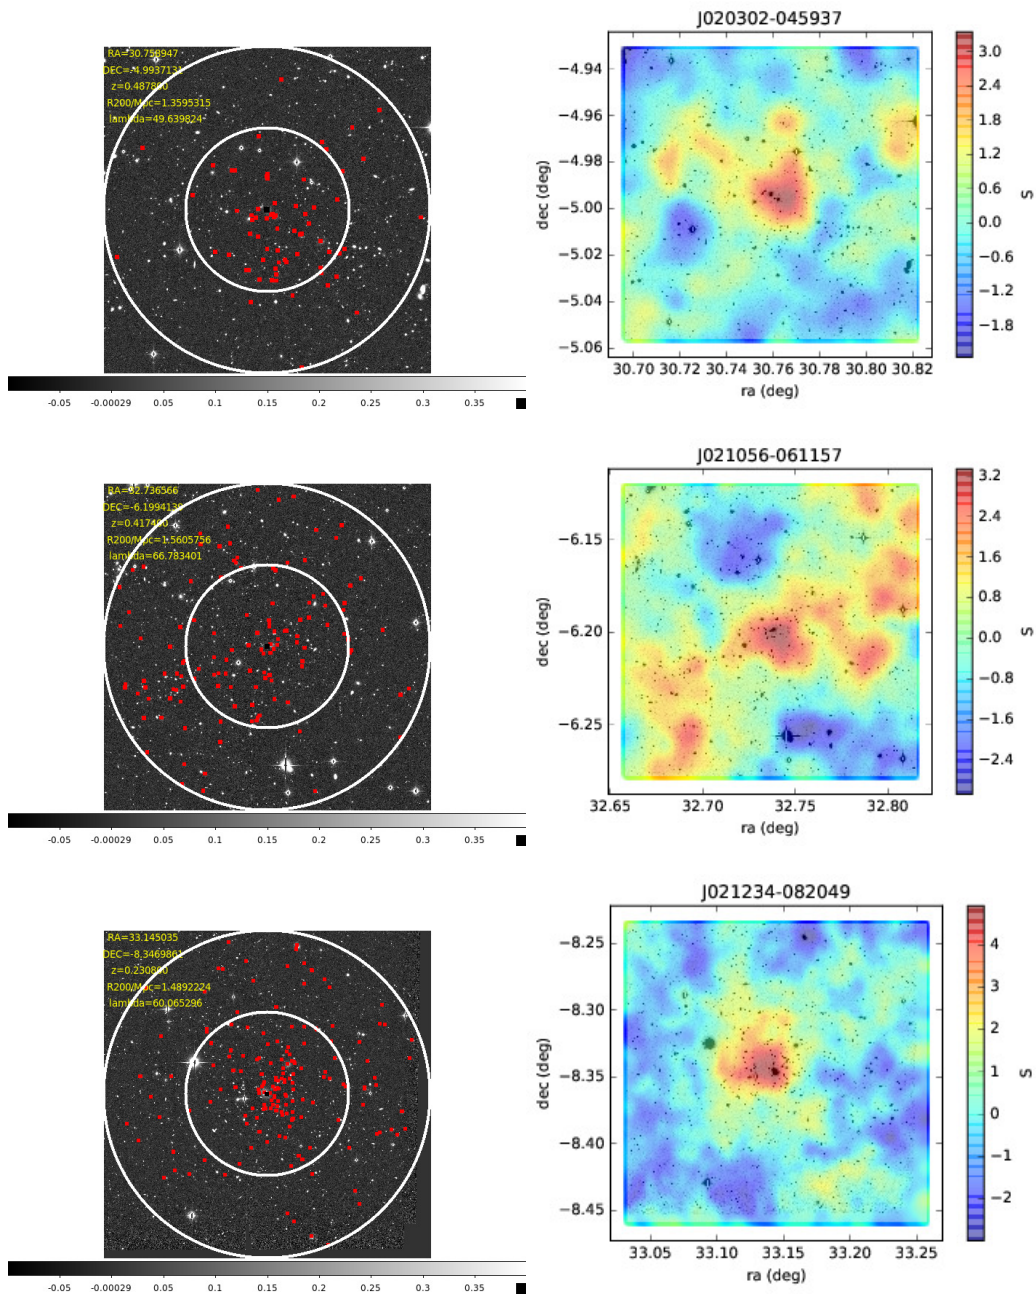 RA=30.758947
DEC=-4.9937131
z=0.487800
R200/Mpc=1.3595315
lambda=49.639824
-0.05 -0.00029 0.05 0.1 0.15 0.2 0.25 0.3 0.35
J020302-045937
−4.94
−4.96
−4.98
−5.00
−5.02
−5.04
−5.06
dec (deg)
30.70 30.72 30.74 30.76 30.78 30.80 30.82
ra (deg)
3.0
2.4
1.8
1.2
0.6
0.0
−0.6
−1.2
−1.8
S
RA=32.736566
DEC=-6.1994139
z=0.417400
R200/Mpc=1.5605756
lambda=66.783401
-0.05 -0.00029 0.05 0.1 0.15 0.2 0.25 0.3 0.35
J021056-061157
−6.15
−6.20
−6.25
dec (deg)
32.65 32.70 32.75 32.80
ra (deg)
3.2
2.4
1.6
0.8
0.0
−0.8
−1.6
−2.4
S
RA=33.145035
DEC=-8.3469861
z=0.230800
R200/Mpc=1.4892224
lambda=60.065296
-0.05 -0.00029 0.05 0.1 0.15 0.2 0.25 0.3 0.35
J021234-082049
−8.25
−8.30
−8.35
−8.40
−8.45
dec (deg)
33.05 33.10 33.15 33.20 33.25
ra (deg)
4
3
2
1
0
−1
−2
S